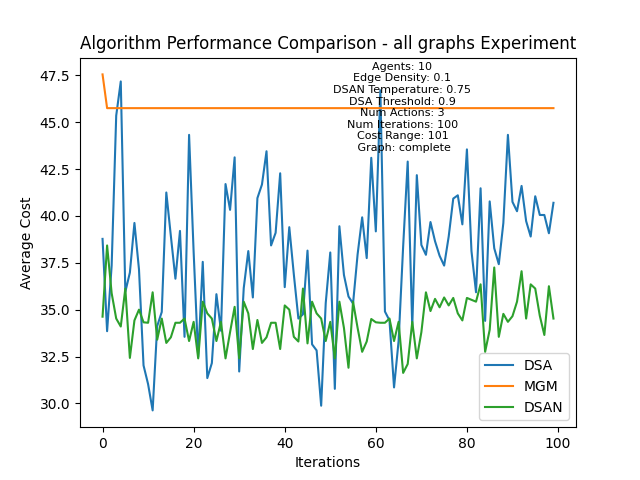 Algorithm Performance Comparison - all graphs Experiment
Agents: 10
Edge Density: 0.1
DSAN Temperature: 0.75
DSA Threshold: 0.9
Num Actions: 3
Num Iterations: 100
Cost Range: 101
Graph: complete
Average Cost
47.5
45.0
42.5
40.0
37.5
35.0
32.5
30.0
0
20
40
60
80
100
Iterations
DSA
MGM
DSAN